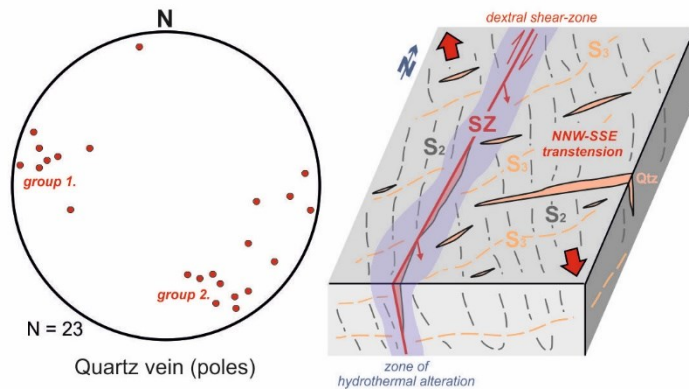 N
group 1.
group 2.
N = 23
Quartz vein (poles)
dextral shear-zone
N
S3
SZ
NNW-SSE
transtension
S2
S3
Qtz
S2
S3
zone of
hydrothermal alteration